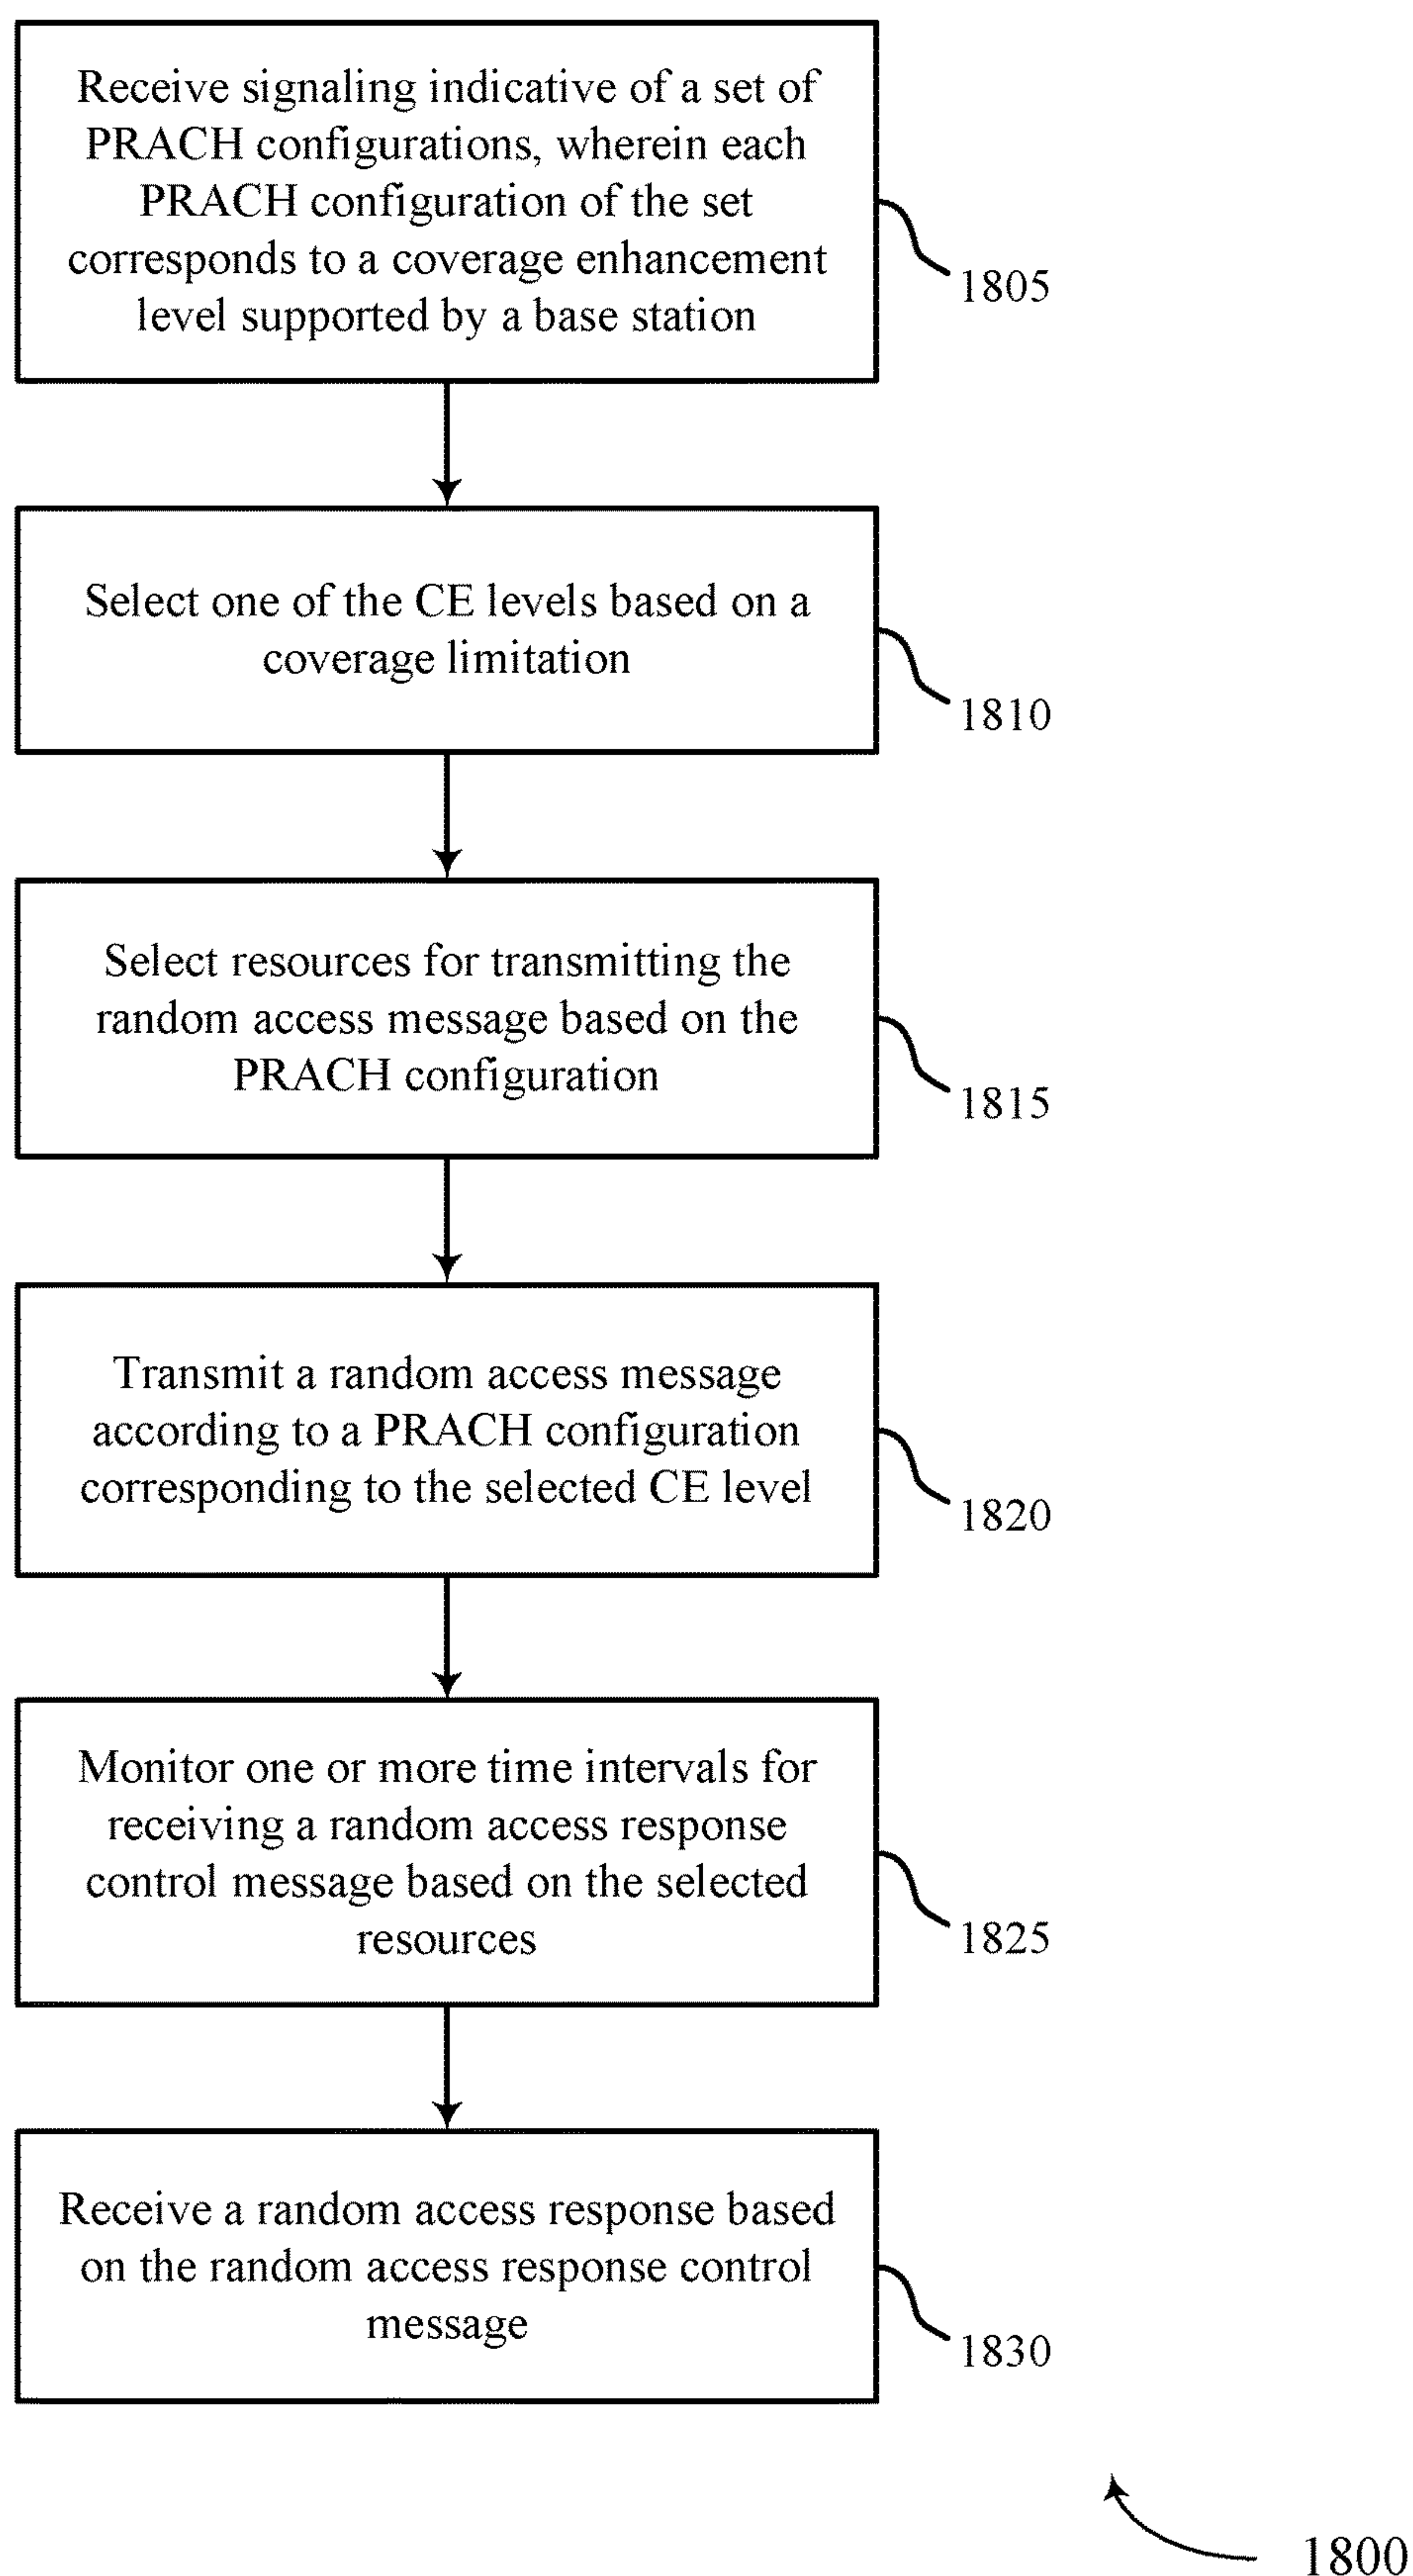 Receive signaling indicative of a set of
PRACH configurations, wherein each
PRACH configuration of the set
corresponds to a coverage enhancement
level supported by a base station
1805
Select one of the CE levels based on a
coverage limitation
1810
Select resources for transmitting the
random access message based on the
PRACH configuration
1815
Transmit a random access message
according to a PRACH configuration
corresponding to the selected CE level
1820
Monitor one or more time intervals for
receiving a random access response
control message based on the selected
resources
1825
Receive a random access response based
on the random access response control
message
1830
1800